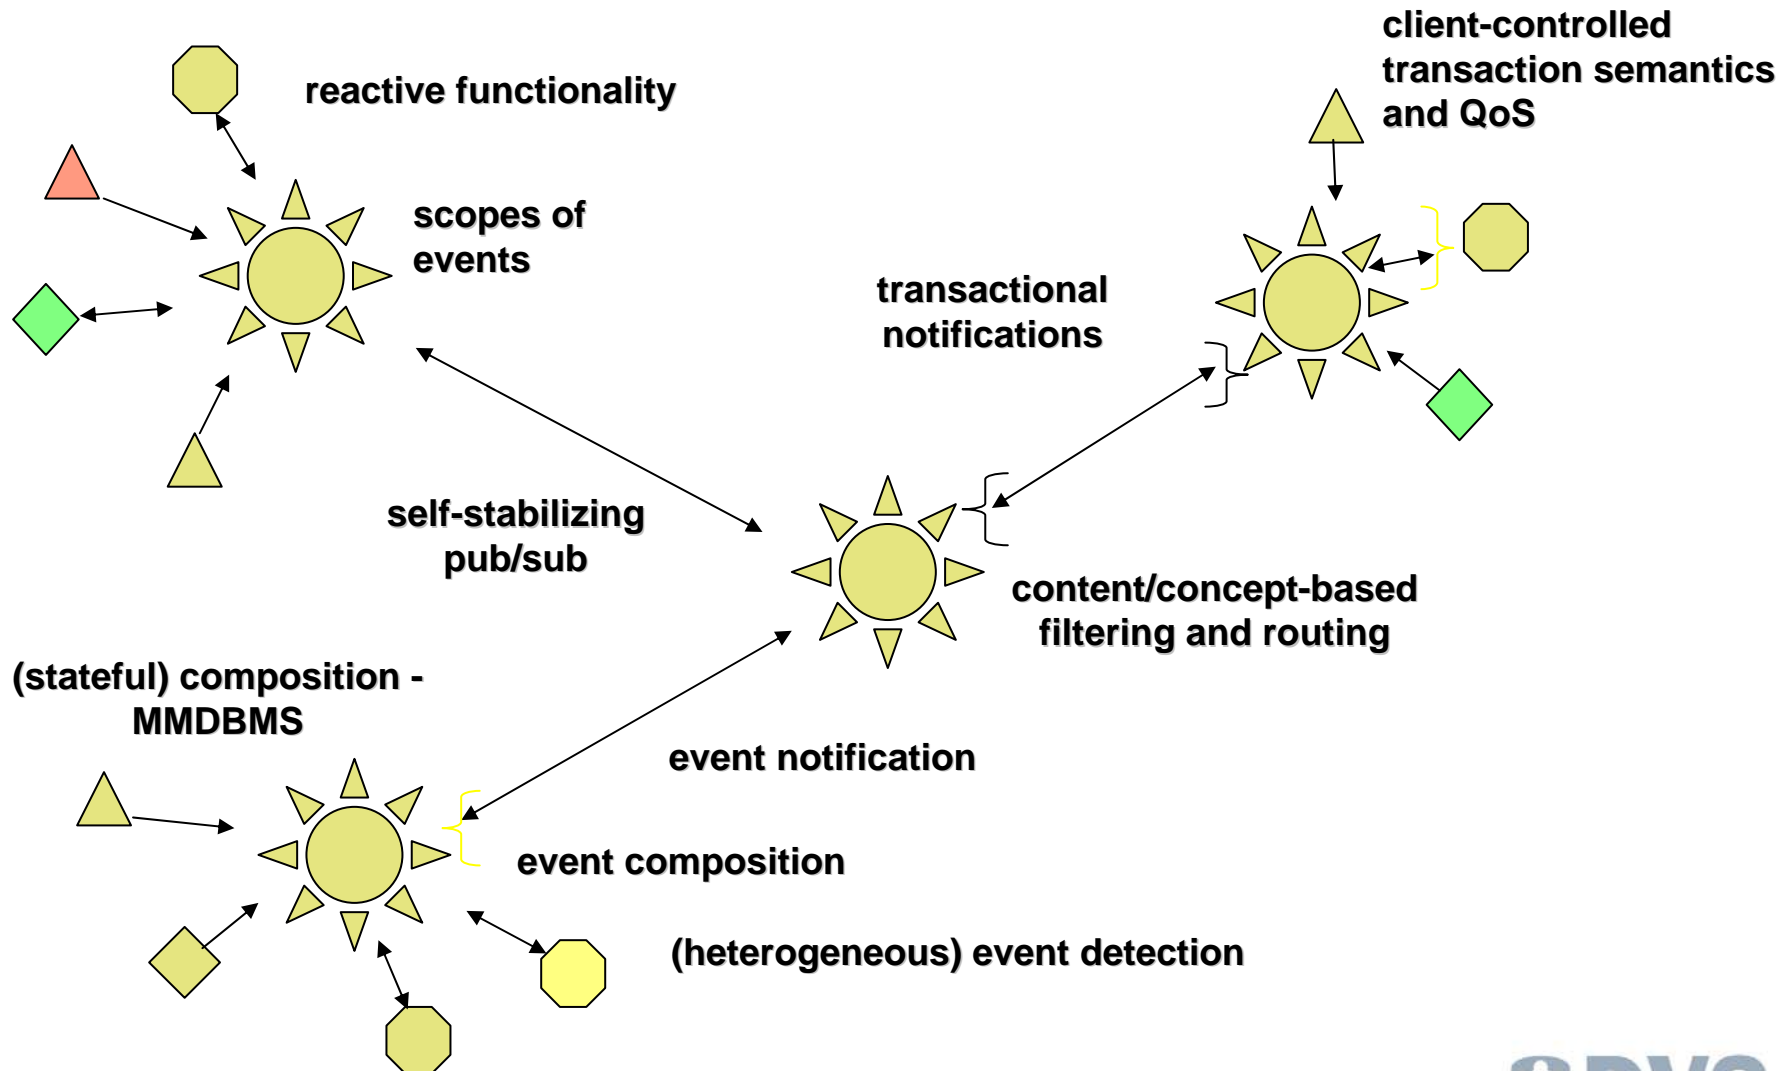 client-controlled
transaction semantics
and QoS
reactive functionality
scopes of
events
transactional
notifications
self-stabilizing
pub/sub
content/concept-based
filtering and routing
(stateful) composition -
MMDBMS
event notification
event composition
(heterogeneous) event detection